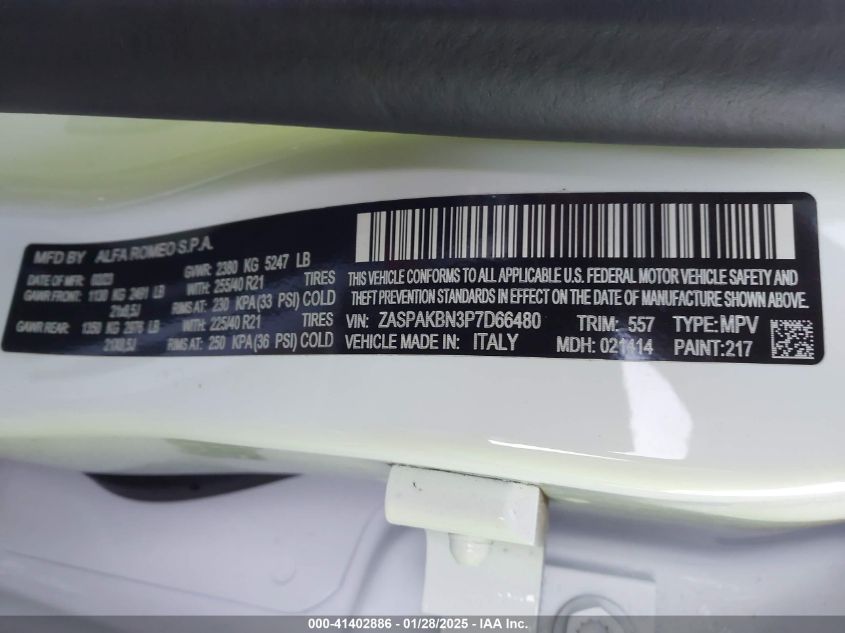 MFD BY ALFA ROMEO S.P.A.
DATE OF MFR: 02/23 GVWR: 2380 KG 5247 LB
GAWR FRONT: 1130 KG 2491 LB WITH 255/40 R21 TIRES
RIMS AT: 230 KPA(33 PSI) COLD
GAWR REAR: 1350 KG 2976 LB WITH 225/40 R21 TIRES
RIMS AT: 250 KPA(36 PSI) COLD
THIS VEHICLE CONFORMS TO ALL APPLICABLE U.S. FEDERAL MOTOR VEHICLE SAFETY AND
THEFT PREVENTION STANDARDS IN EFFECT ON THE DATE OF MANUFACTURE SHOWN ABOVE.
VIN: ZASPAKBN3P7D66480 TRIM: 557 TYPE: MPV
VEHICLE MADE IN: ITALY MDH: 021414 PAINT:217
000-41402886 - 01/28/2025 - IAA Inc.